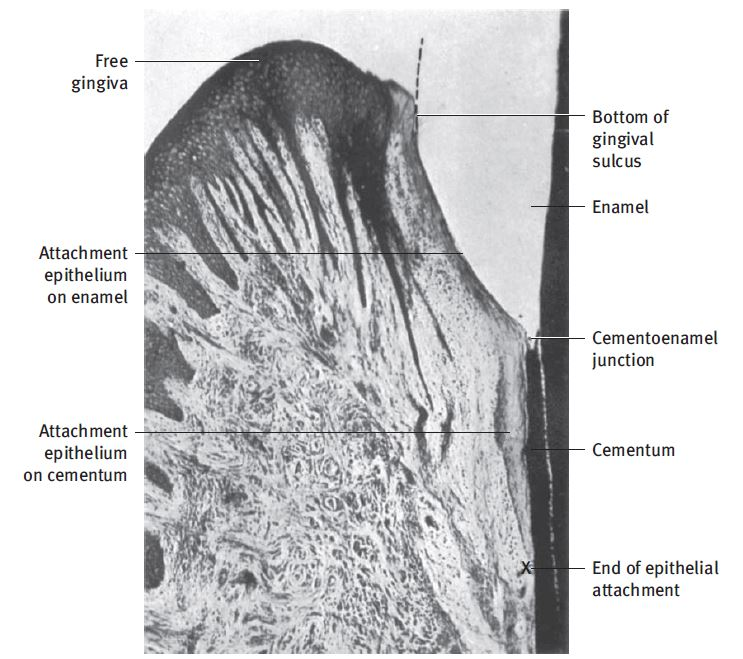 Free
gingiva
Attachment
epithelium
on enamel
Attachment
epithelium
on cementum
Bottom of
gingival
sulcus
Enamel
Cementoenamel
junction
Cementum
X
End of epithelial
attachment